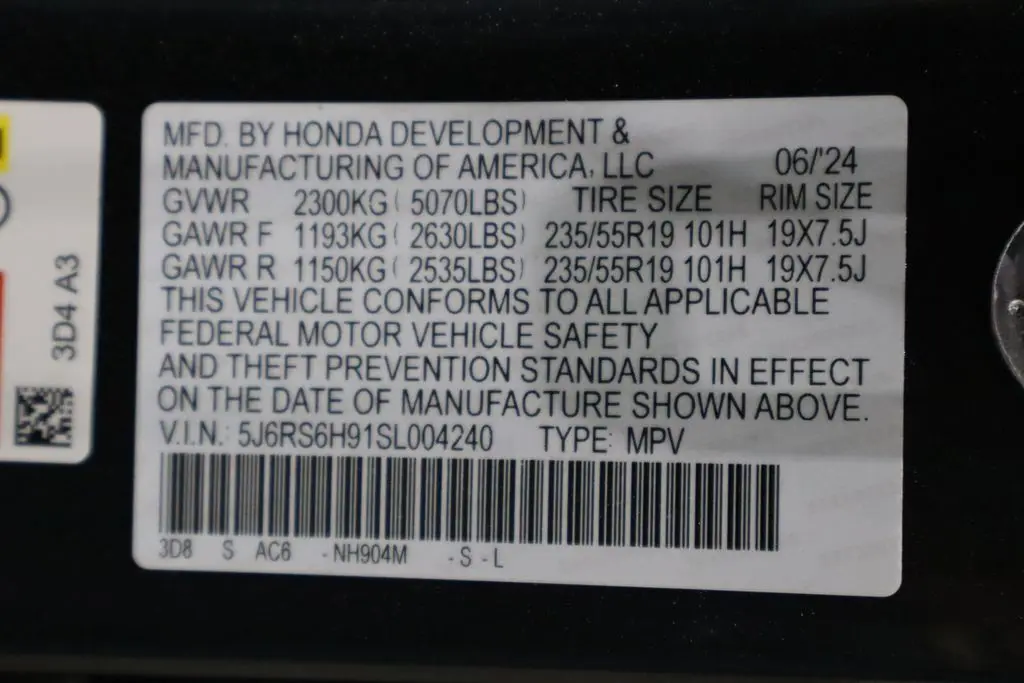 MFD. BY HONDA DEVELOPMENT &
MANUFACTURING OF AMERICA, LLC 06/'24
GVWR 2300KG ( 5070LBS) TIRE SIZE RIM SIZE
GAWR F 1193KG ( 2630LBS) 235/55R19 101H 19X7.5J
GAWR R 1150KG ( 2535LBS) 235/55R19 101H 19X7.5J
THIS VEHICLE CONFORMS TO ALL APPLICABLE
FEDERAL MOTOR VEHICLE SAFETY
AND THEFT PREVENTION STANDARDS IN EFFECT
ON THE DATE OF MANUFACTURE SHOWN ABOVE.
V.I.N.: 5J6RS6H91SL004240 TYPE: MPV
3D8 S AC6 - NH904M - S - L
3D4 A3